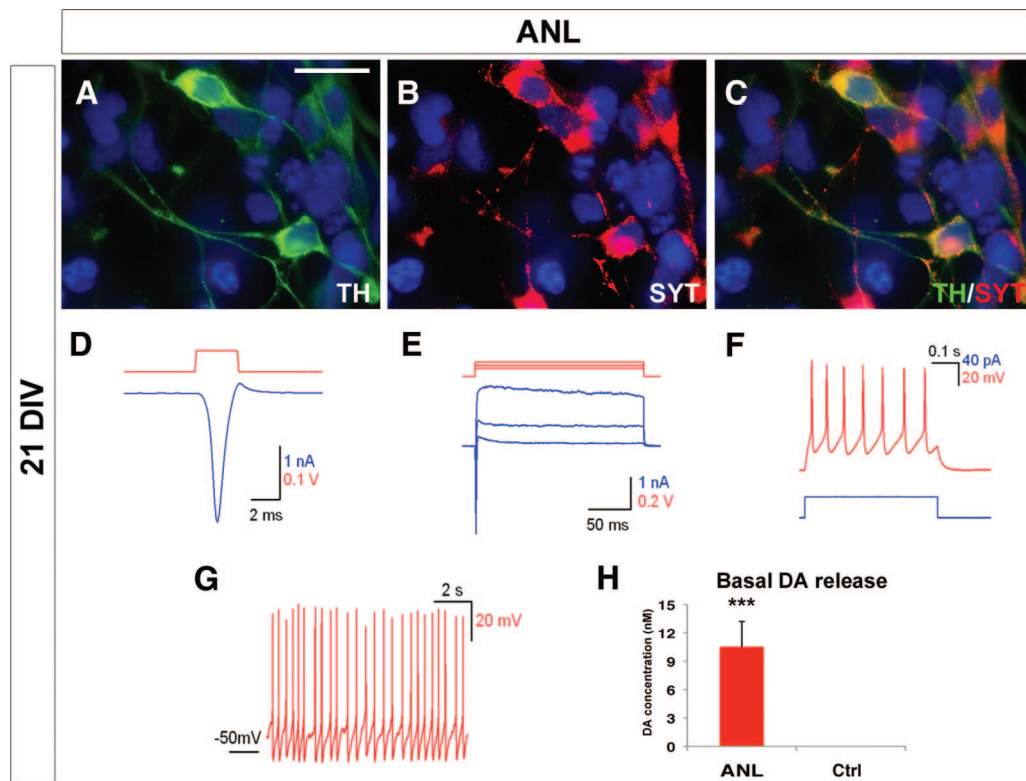 ANL
21 DIV
A
TH
B
SYT
C
TH/SYT
D
1 nA
0.1 V
2 ms
E
1 nA
0.2 V
50 ms
F
0.1 s
40 pA
20 mV
G
2 s
20 mV
-50mV
H
Basal DA release
***
DA concentration (nM)
15
12
9
6
3
0
ANL
Ctrl